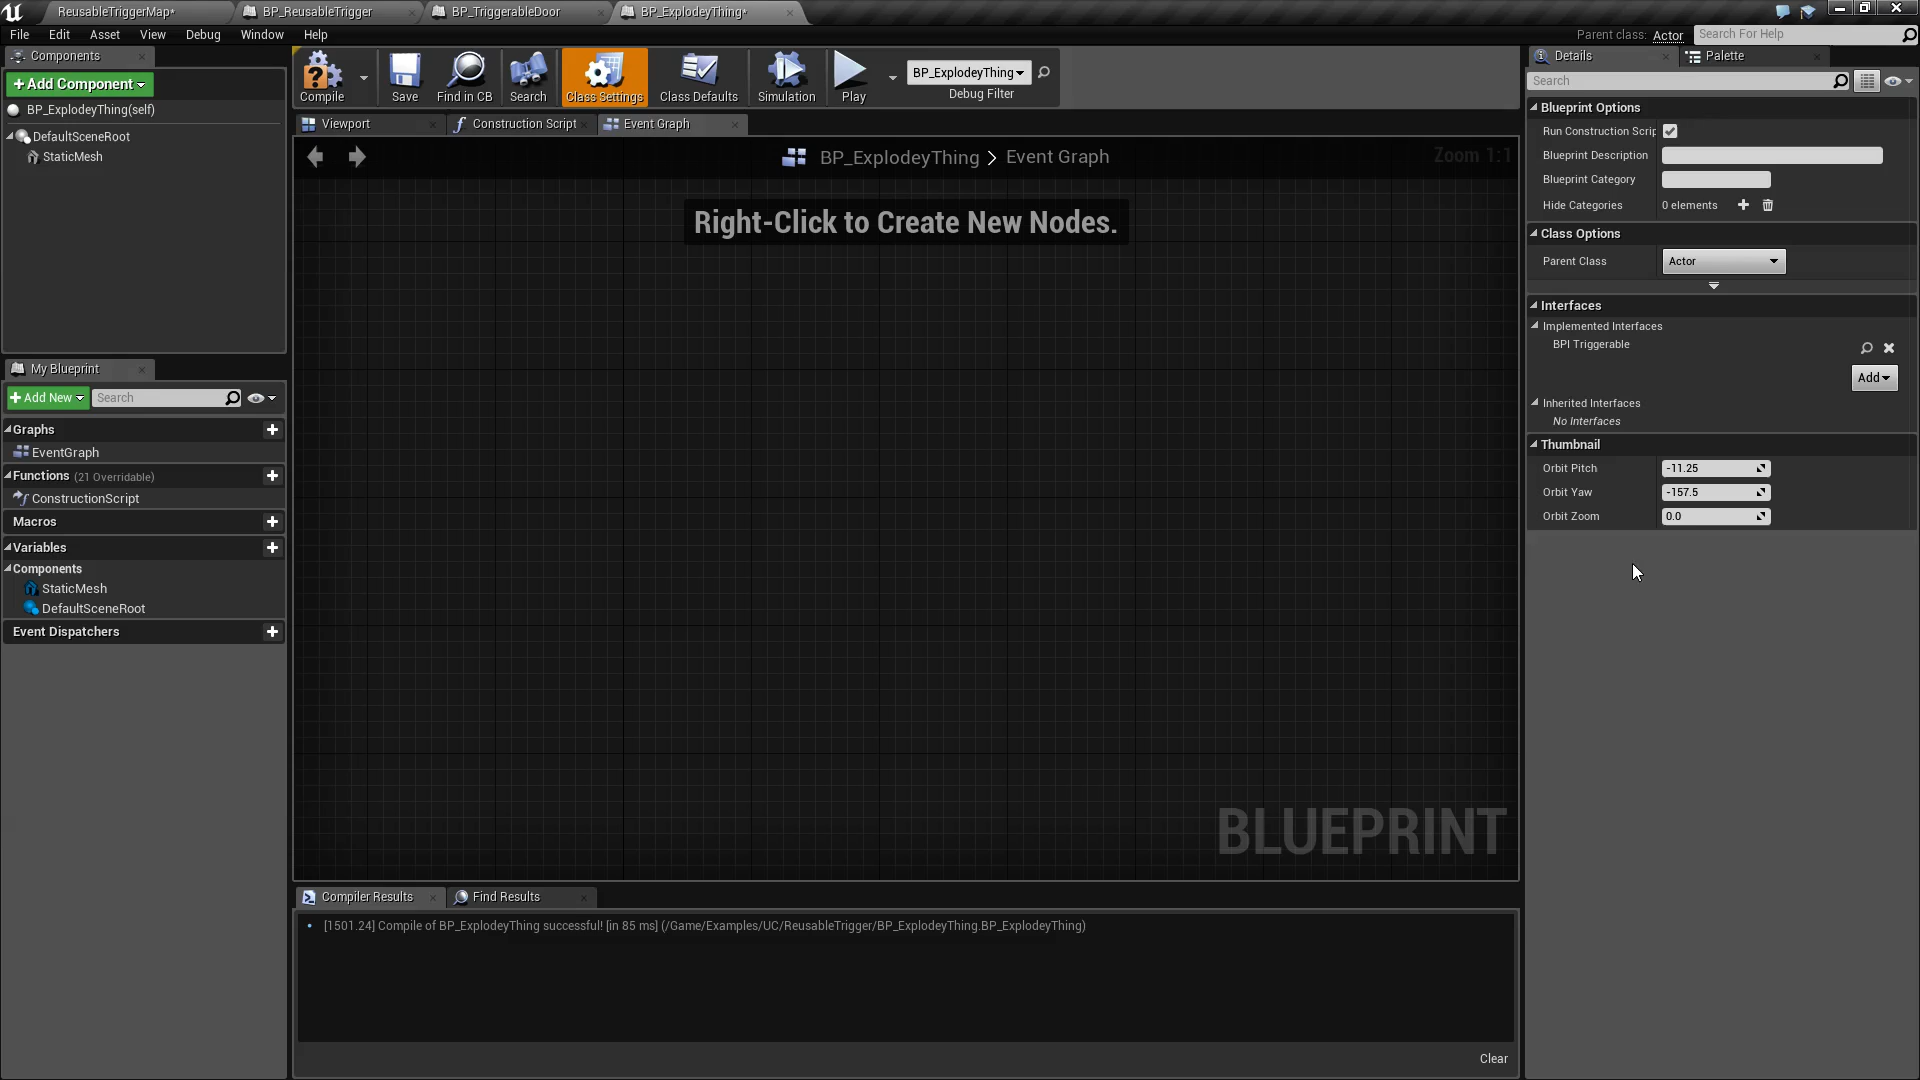 ReusableTriggerMap*
BP_ReusableTrigger
BP_TriggerableDoor
BP_ExplodeyThing*
File Edit Asset View Debug Window Help
Parent class: Actor
Search For Help
Components
Add Component
BP_ExplodeyThing(self)
DefaultSceneRoot
StaticMesh
Compile
Save
Find in CB
Search
Class Settings
Class Defaults
Simulation
Play
BP_ExplodeyThing
Debug Filter
Viewport
Construction Script
Event Graph
BP_ExplodeyThing > Event Graph
Zoom 1:1
Right-Click to Create New Nodes.
BLUEPRINT
My Blueprint
Add New
Search
Graphs
EventGraph
Functions (21 Overridable)
ConstructionScript
Macros
Variables
Components
StaticMesh
DefaultSceneRoot
Event Dispatchers
Compiler Results
Find Results
[1501.24] Compile of BP_ExplodeyThing successful! [in 85 ms] (/Game/Examples/UC/ReusableTrigger/BP_ExplodeyThing.BP_ExplodeyThing)
Clear
Details
Palette
Search
Blueprint Options
Run Construction Scrip
Blueprint Description
Blueprint Category
Hide Categories 0 elements
Class Options
Parent Class Actor
Interfaces
Implemented Interfaces
BPI Triggerable
Add
Inherited Interfaces
No Interfaces
Thumbnail
Orbit Pitch -11.25
Orbit Yaw -157.5
Orbit Zoom 0.0